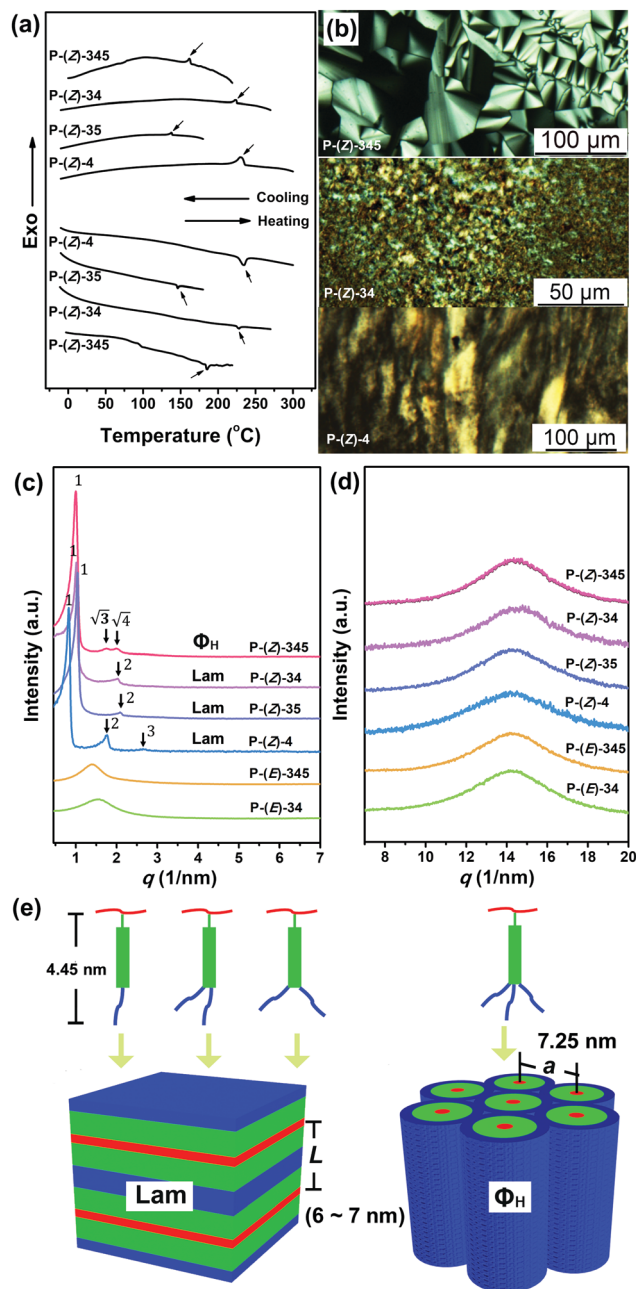 (a)
P-(Z)-345
P-(Z)-34
P-(Z)-35
P-(Z)-4
Exo
Cooling
Heating
P-(Z)-4
P-(Z)-35
P-(Z)-34
P-(Z)-345
0 50 100 150 200 250 300
Temperature (°C)
(b)
P-(Z)-345
100 µm
P-(Z)-34
50 µm
P-(Z)-4
100 µm
(c)
1
1
1
1
√3 √4
ΦH
P-(Z)-345
2
Lam
P-(Z)-34
2
Lam
P-(Z)-35
2
3
Lam
P-(Z)-4
P-(E)-345
P-(E)-34
Intensity (a.u.)
1 2 3 4 5 6 7
q (1/nm)
(d)
P-(Z)-345
P-(Z)-34
P-(Z)-35
P-(Z)-4
P-(E)-345
P-(E)-34
Intensity (a.u.)
8 10 12 14 16 18 20
q (1/nm)
(e)
4.45 nm
7.25 nm
a
L
Lam
(6 ~ 7 nm)
ΦH